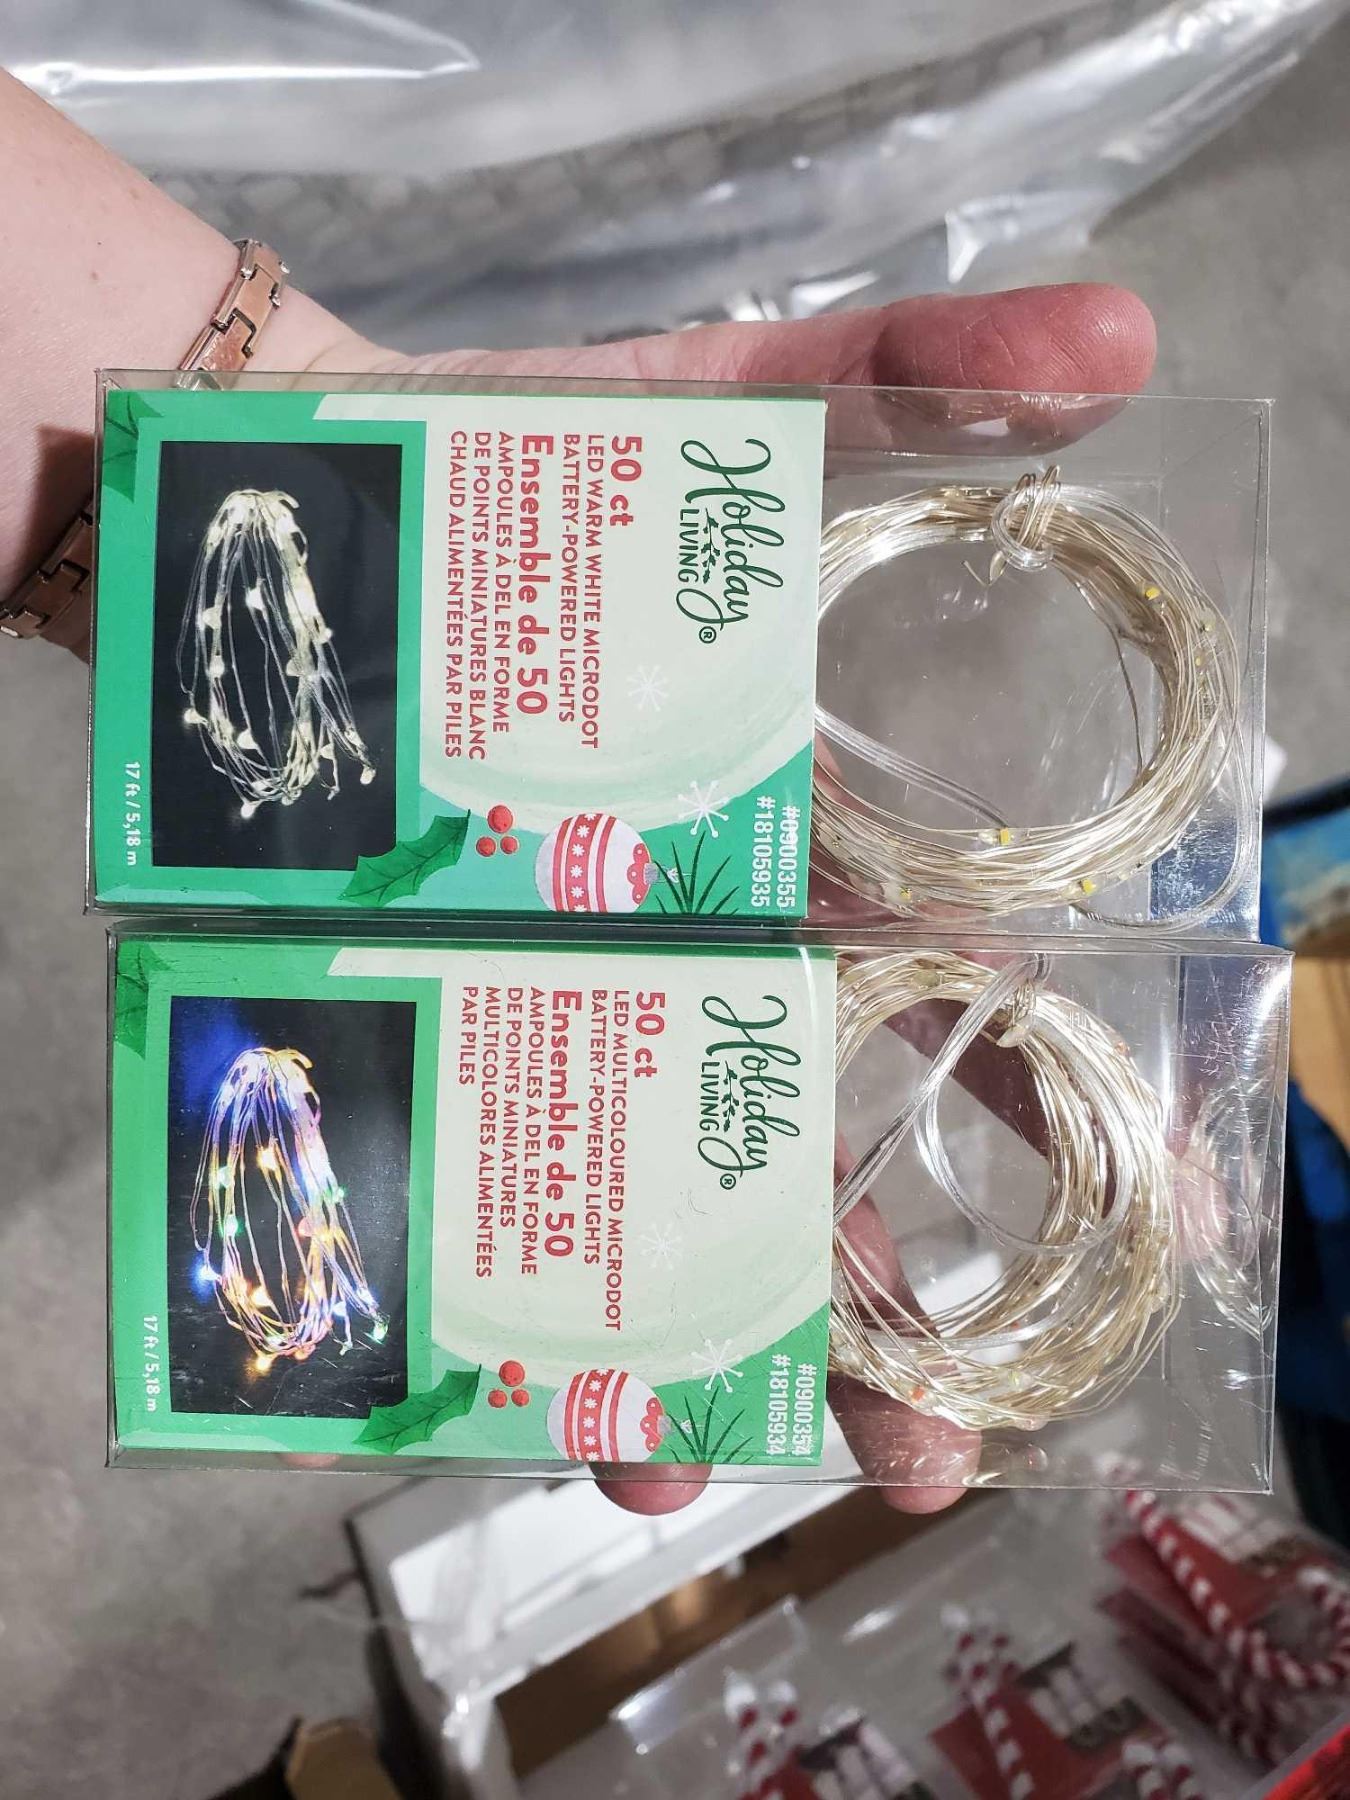 Holiday
LIVING®
50 ct
LED WARM WHITE MICRODOT
BATTERY-POWERED LIGHTS
Ensemble de 50
AMPOULES À DEL EN FORME
DE POINTS MINIATURES BLANC
CHAUD ALIMENTÉES PAR PILES
#0900355
#18105935
17 ft / 5,18 m
Holiday
LIVING®
50 ct
LED MULTICOLOURED MICRODOT
BATTERY-POWERED LIGHTS
Ensemble de 50
AMPOULES À DEL EN FORME
DE POINTS MINIATURES
MULTICOLORES ALIMENTÉES
PAR PILES
#0900354
#18105934
17 ft / 5,18 m